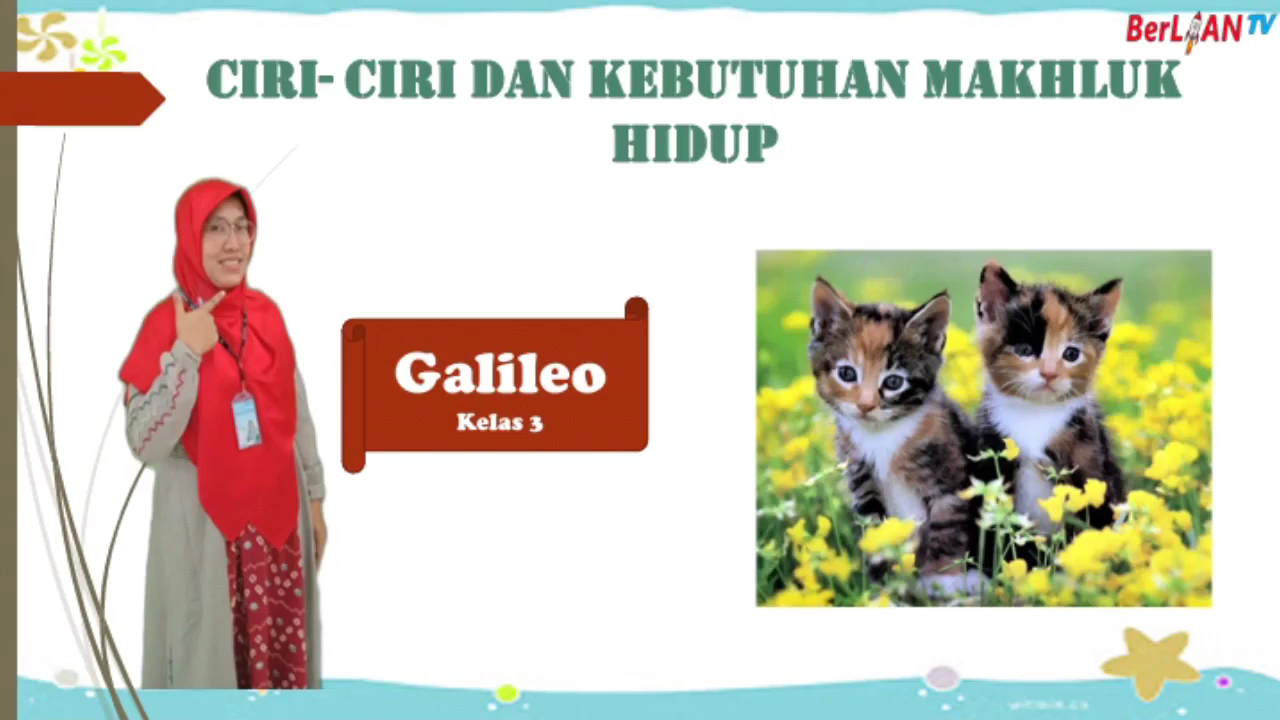 BerLIAN TV
CIRI- CIRI DAN KEBUTUHAN MAKHLUK
HIDUP
Galileo
Kelas 3